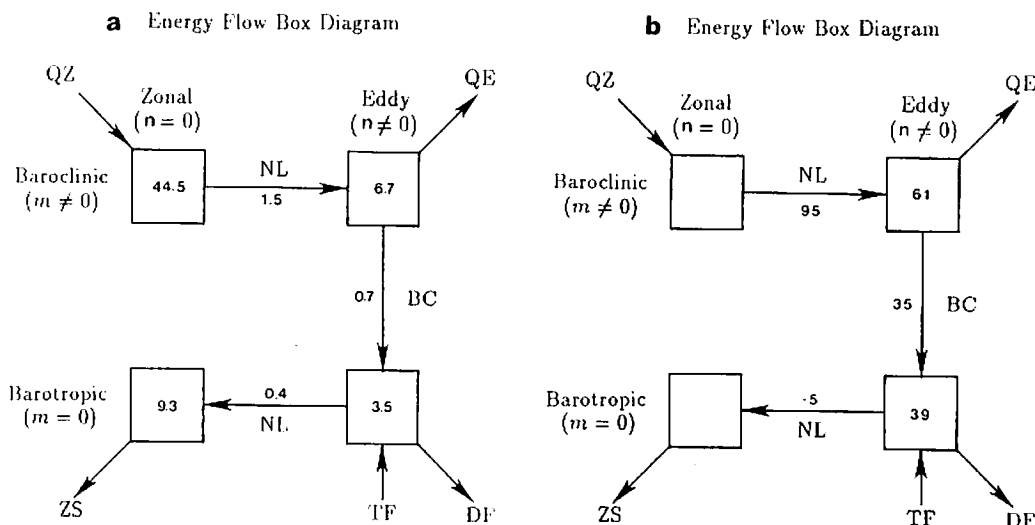 a Energy Flow Box Diagram
QZ
QE
Zonal
(n = 0)
Eddy
(n ≠ 0)
Baroclinic
(m ≠ 0)
44.5
NL
1.5
6.7
0.7
BC
Barotropic
(m = 0)
9.3
0.4
NL
3.5
ZS
TF
DF
b Energy Flow Box Diagram
QZ
QE
Zonal
(n = 0)
Eddy
(n ≠ 0)
Baroclinic
(m ≠ 0)
NL
95
61
35
BC
Barotropic
(m = 0)
-5
NL
39
ZS
TF
DF